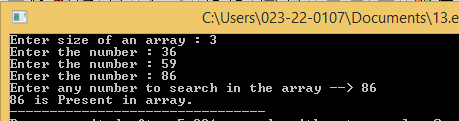 C:\Users\023-22-0107\Documents\13.e
Enter size of an array : 3
Enter the number : 36
Enter the number : 59
Enter the number : 86
Enter any number to search in the array --> 86
86 is Present in array.
--------------------------------